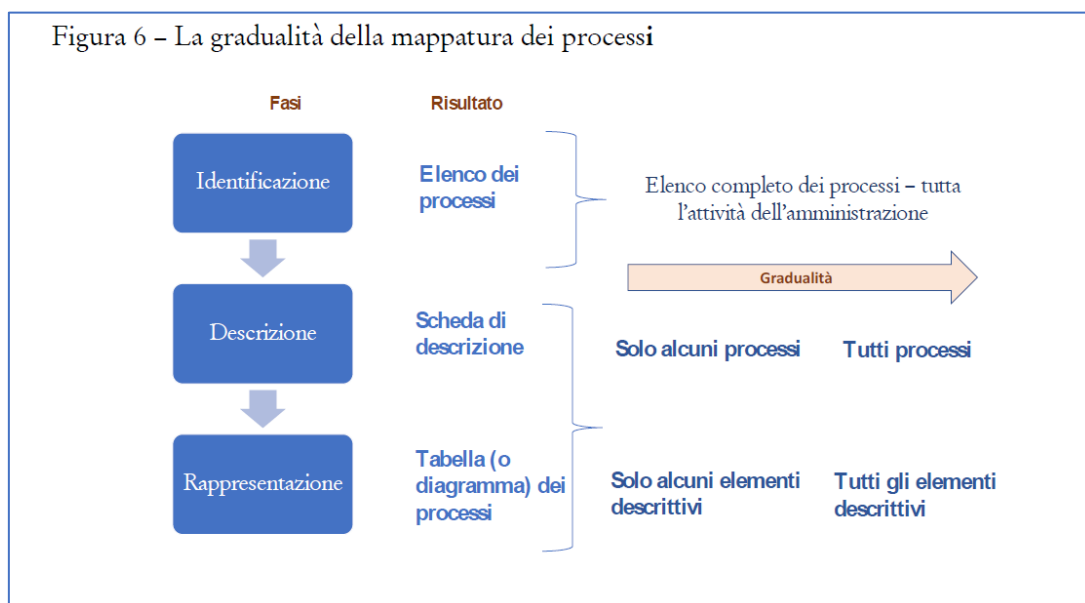 Figura 6 – La gradualità della mappatura dei processi
Fasi
Risultato
Identificazione
Elenco dei
processi
Elenco completo dei processi – tutta
l'attività dell'amministrazione
Gradualità
Descrizione
Scheda di
descrizione
Solo alcuni processi
Tutti processi
Rappresentazione
Tabella (o
diagramma) dei
processi
Solo alcuni elementi
descrittivi
Tutti gli elementi
descrittivi